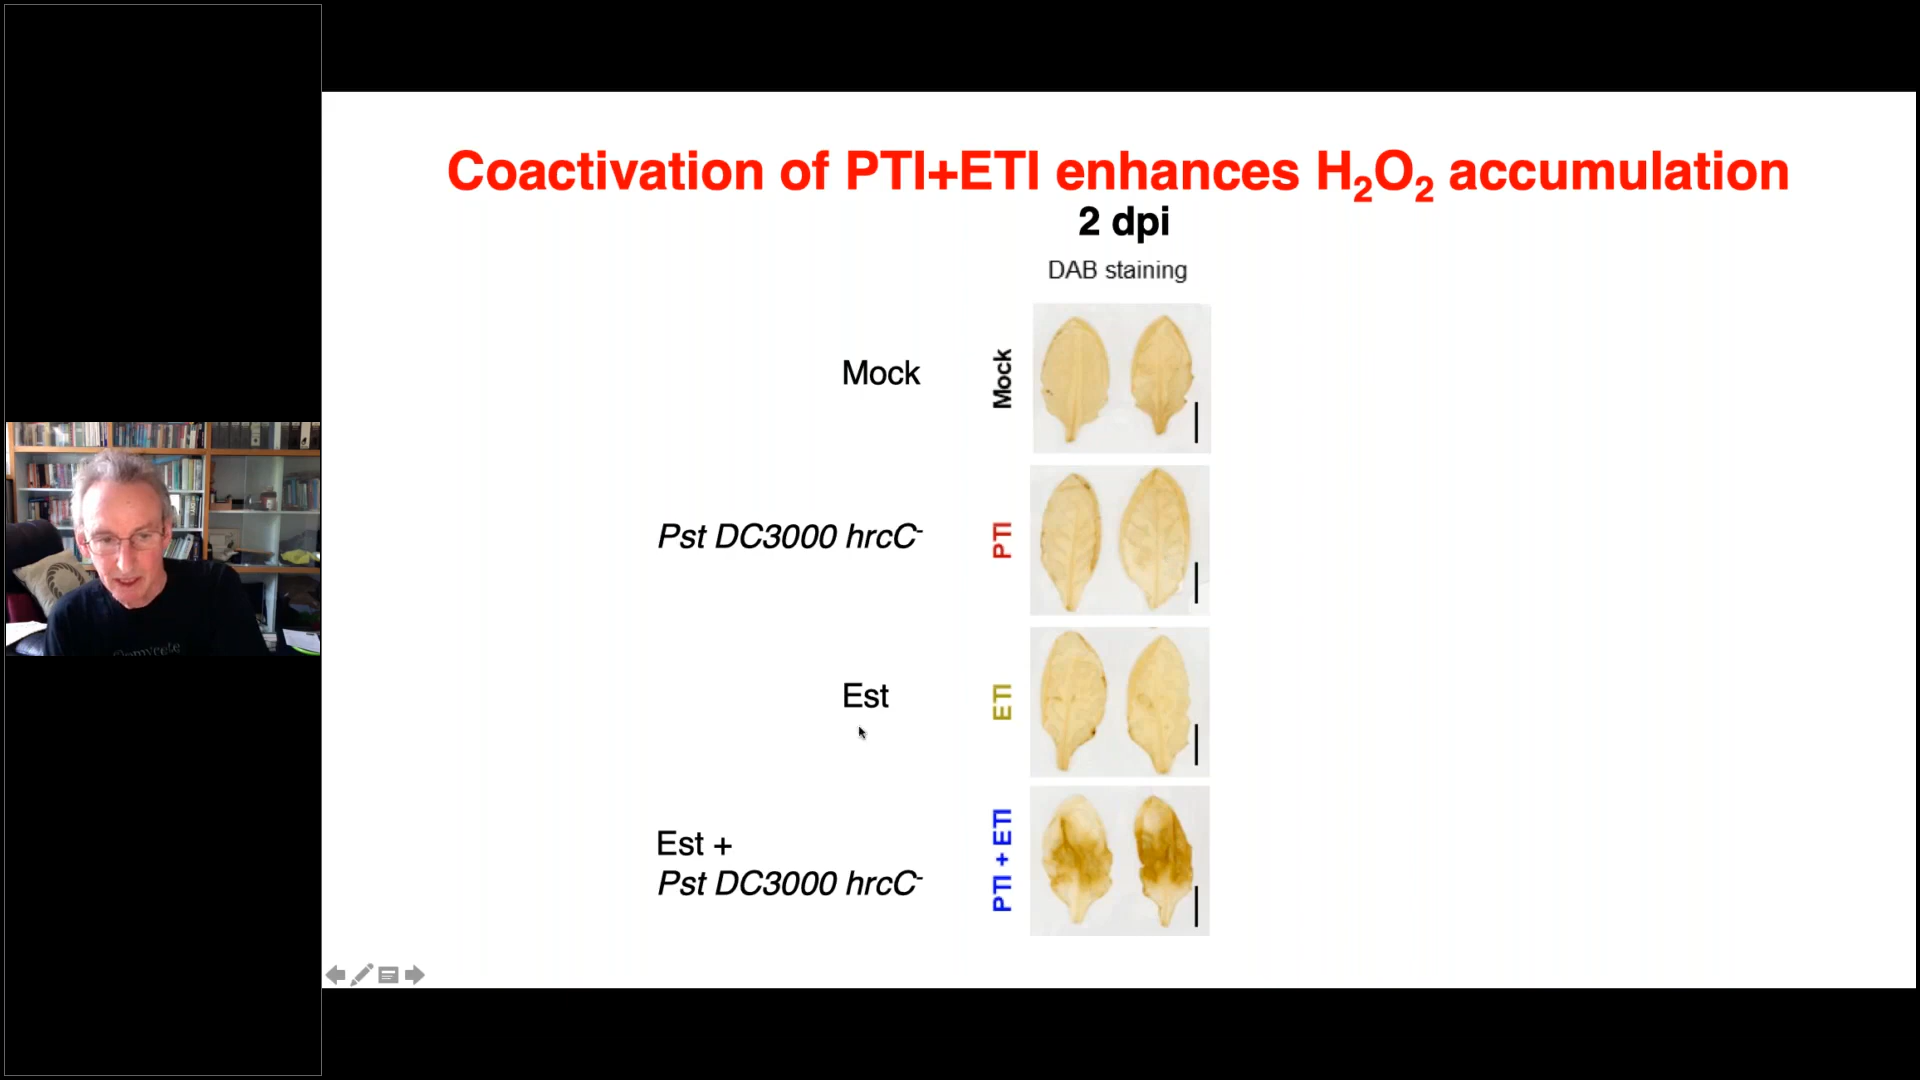 Coactivation of PTI+ETI enhances H₂O₂ accumulation
2 dpi
DAB staining
Mock
Mock
Pst DC3000 hrcC⁻
PTI
Est
ETI
Est +
Pst DC3000 hrcC⁻
PTI + ETI